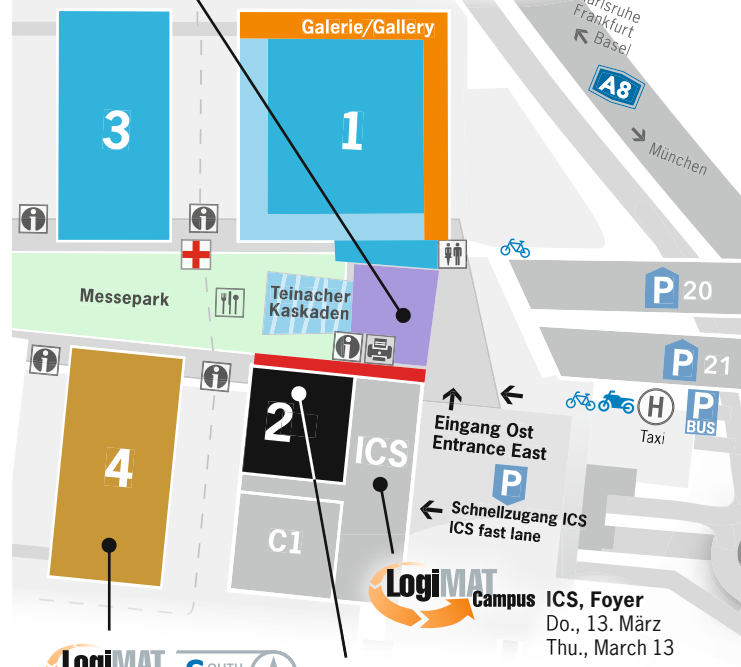 Galerie/Gallery
Karlsruhe
Frankfurt
Basel
A8
München
3
1
Messepark
Teinacher
Kaskaden
P 20
P 21
H
Taxi
P
BUS
2
ICS
Eingang Ost
Entrance East
P
4
Schnellzugang ICS
ICS fast lane
C1
LogiMAT
Campus
ICS, Foyer
Do., 13. März
Thu., March 13
LogiMAT